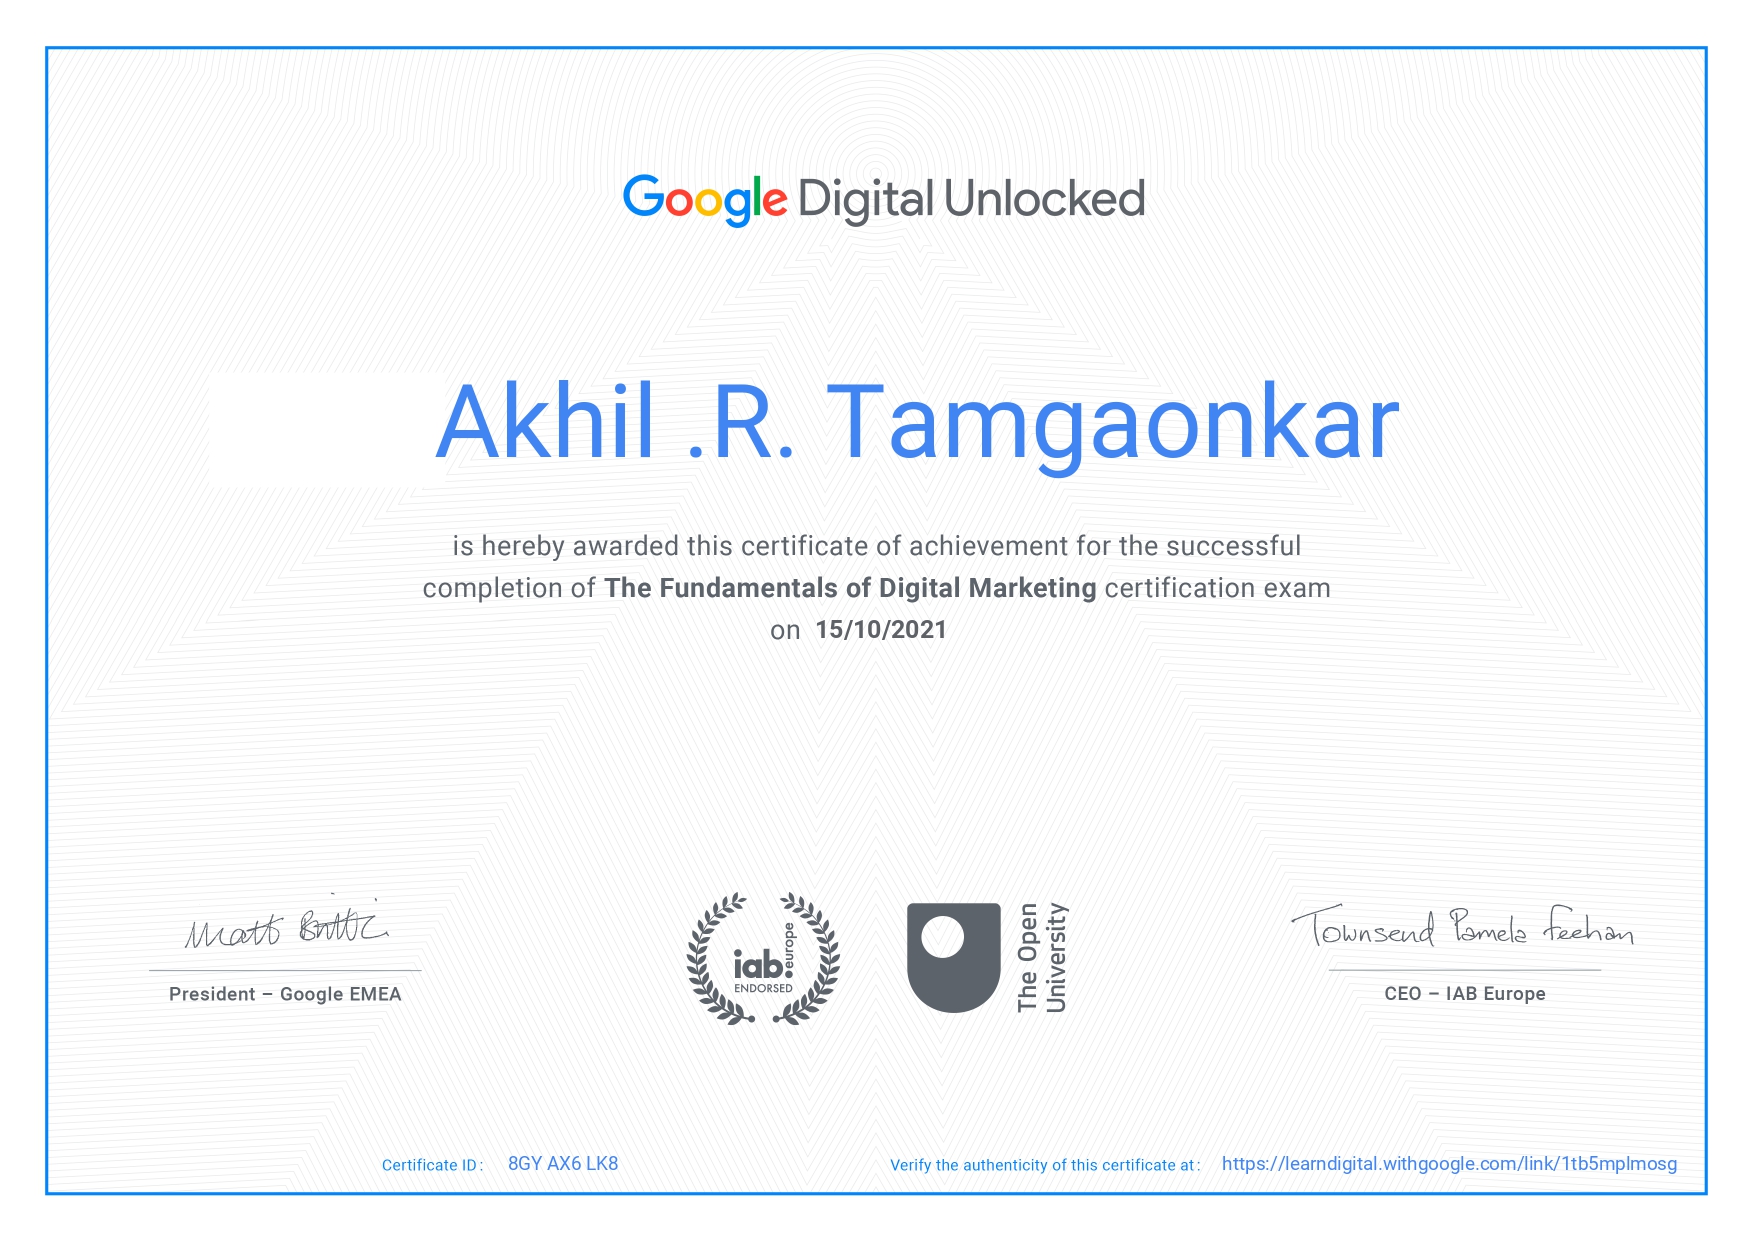 Google Digital Unlocked
Akhil .R. Tamgaonkar
is hereby awarded this certificate of achievement for the successful
completion of The Fundamentals of Digital Marketing certification exam
on 15/10/2021
Matt Brittin
President – Google EMEA
iab. europe
ENDORSED
The Open
University
Townsend Pamela Feehan
CEO – IAB Europe
Certificate ID : 8GY AX6 LK8
Verify the authenticity of this certificate at : https://learndigital.withgoogle.com/link/1tb5mplmosg